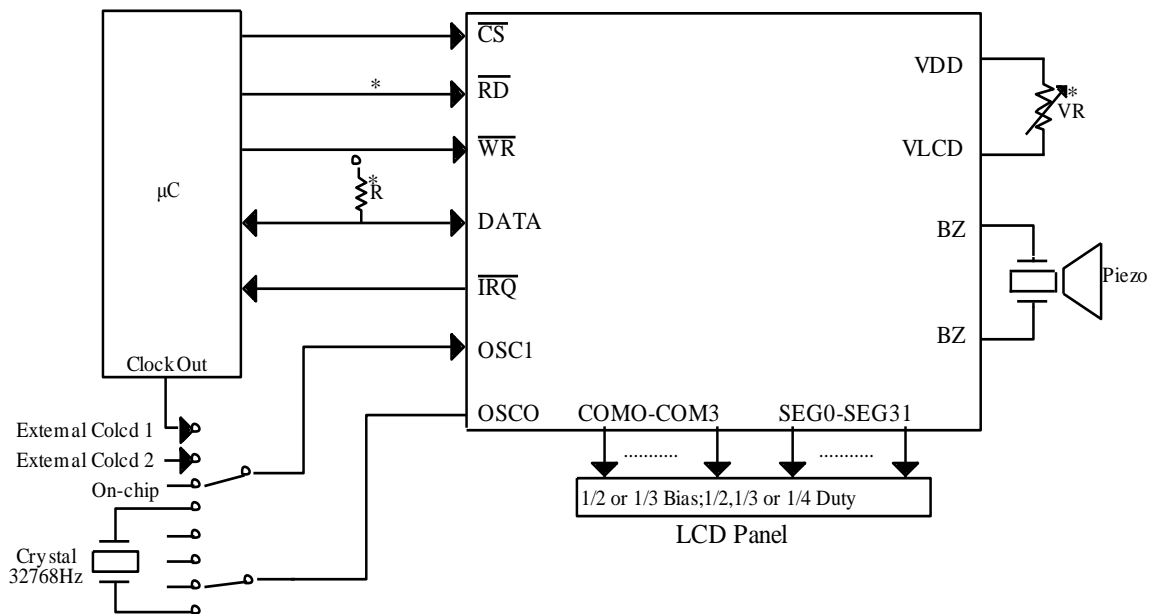 μC
Clock Out
CS
*
RD
WR
*
R
DATA
IRQ
OSC1
OSCO
COMO-COM3
SEG0-SEG31
VDD
*
VR
VLCD
BZ
Piezo
BZ
............
............
1/2 or 1/3 Bias;1/2,1/3 or 1/4 Duty
LCD Panel
External Colcd 1
External Colcd 2
On-chip
Crystal
32768Hz